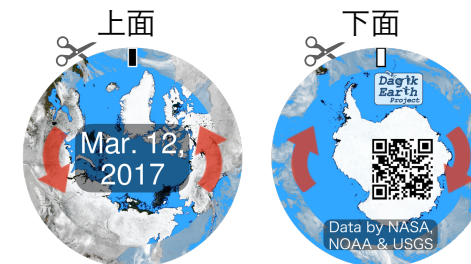 上面
下面
Mar. 12,
2017
Dagik
Earth
Project
Data by NASA,
NOAA & USGS